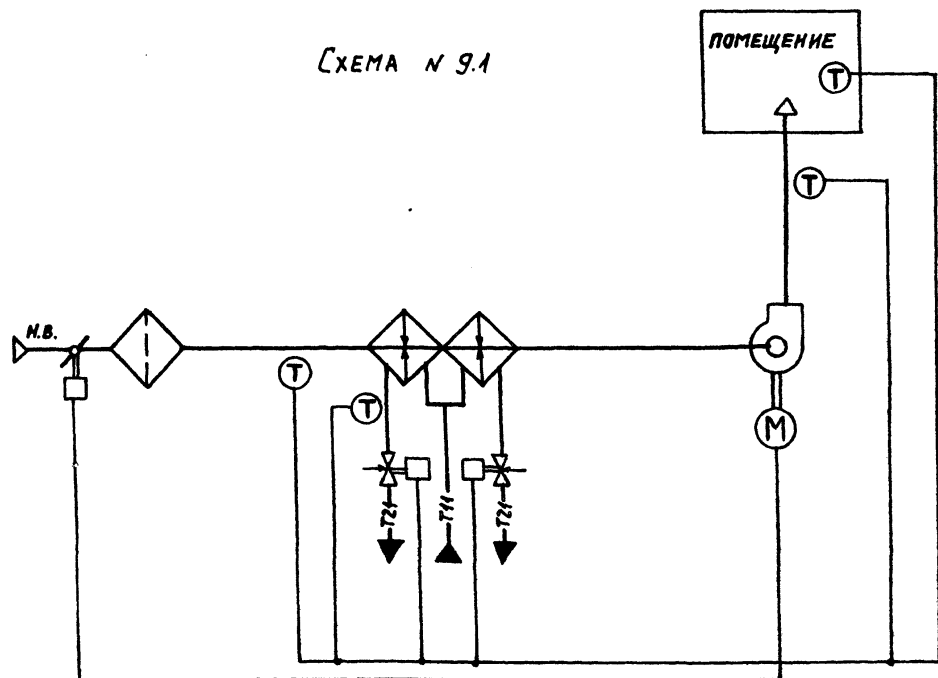 Схема N 9.1
ПОМЕЩЕНИЕ
Т
Т
Н.В.
Т
Т
М
Т21
Т11
Т21